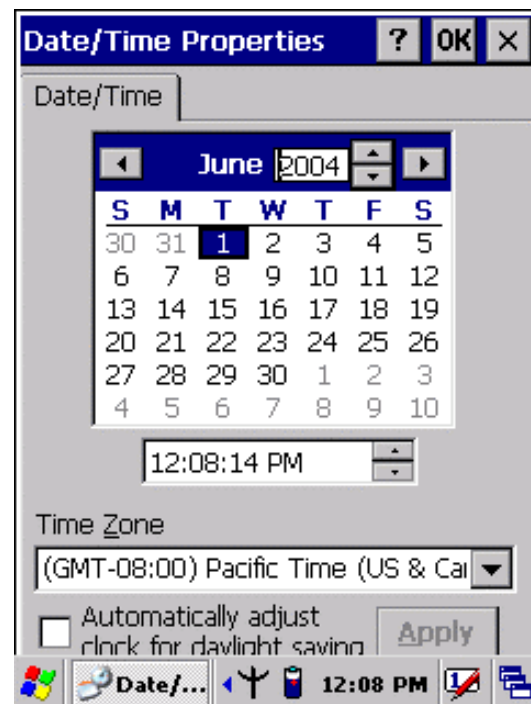 Date/Time Properties ? OK ×
Date/Time
June 2004
S M T W T F S
30 31 1 2 3 4 5
6 7 8 9 10 11 12
13 14 15 16 17 18 19
20 21 22 23 24 25 26
27 28 29 30 1 2 3
4 5 6 7 8 9 10
12:08:14 PM
Time Zone
(GMT-08:00) Pacific Time (US & Ca
Automatically adjust
clock for daylight saving
Apply
Date/... 12:08 PM